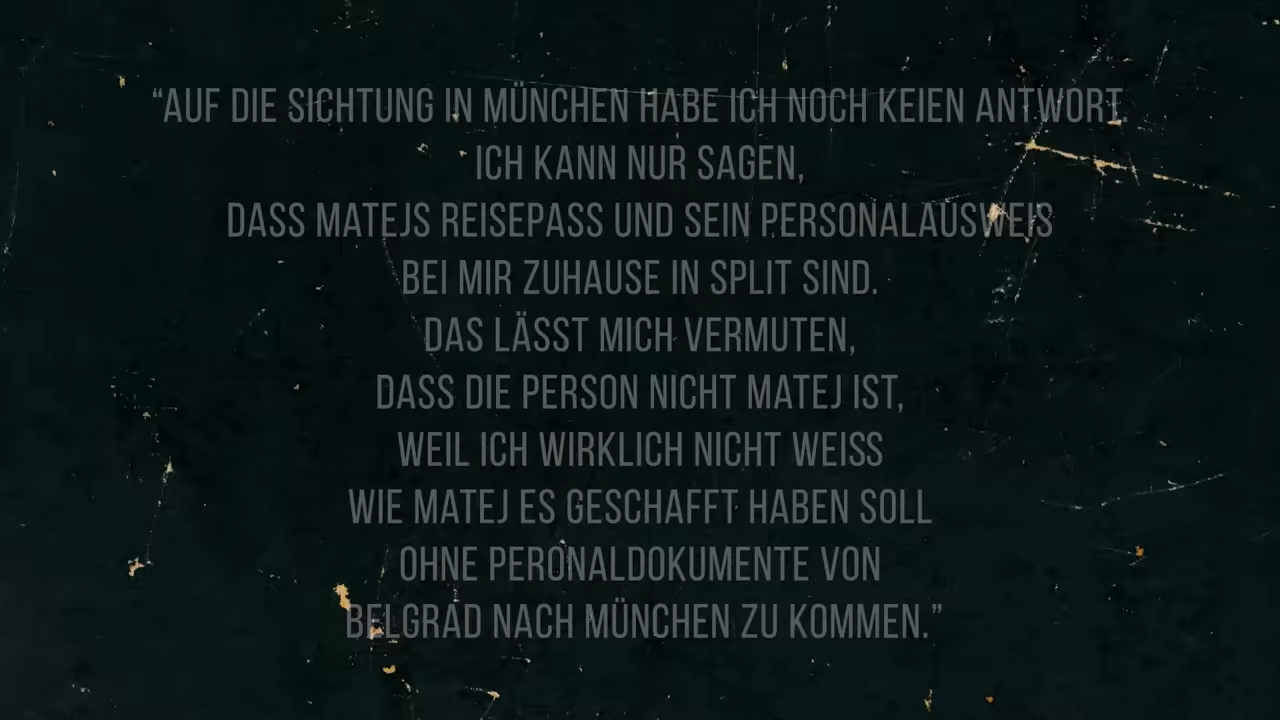 “AUF DIE SICHTUNG IN MÜNCHEN HABE ICH NOCH KEIEN ANTWORT.
ICH KANN NUR SAGEN,
DASS MATEJS REISEPASS UND SEIN PERSONALAUSWEIS
BEI MIR ZUHAUSE IN SPLIT SIND.
DAS LÄSST MICH VERMUTEN,
DASS DIE PERSON NICHT MATEJ IST,
WEIL ICH WIRKLICH NICHT WEISS
WIE MATEJ ES GESCHAFFT HABEN SOLL
OHNE PERONALDOKUMENTE VON
BELGRAD NACH MÜNCHEN ZU KOMMEN.”